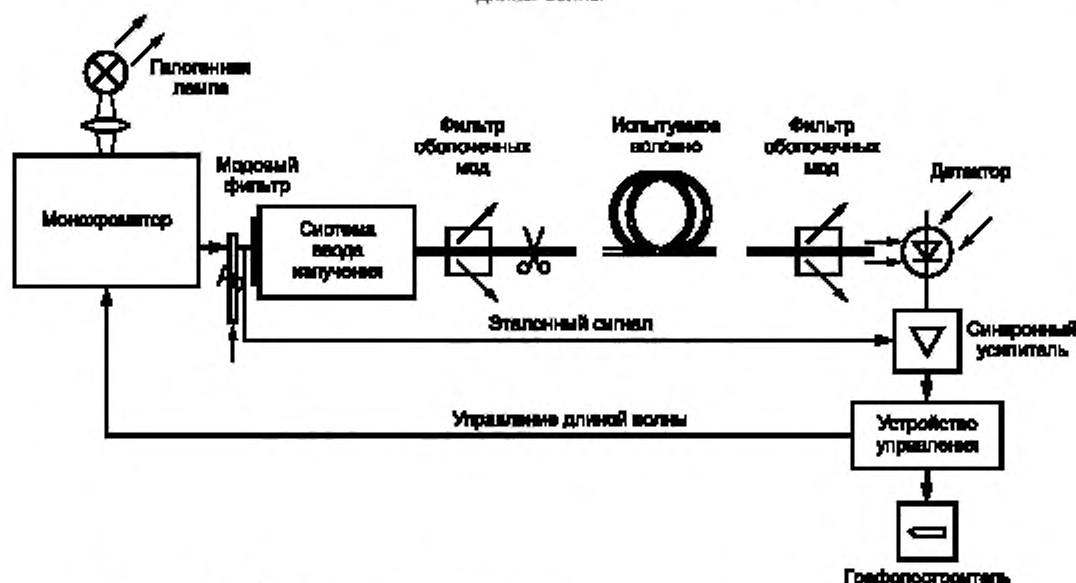 Галогенная
лампа
Монохроматор
Модовый
фильтр
Система
ввода
излучения
Фильтр
оболочечных
мод
Испытуемое
волокно
Фильтр
оболочечных
мод
Детектор
Эталонный сигнал
Синхронный
усилитель
Управление длиной волны
Устройство
управления
Графопостроитель